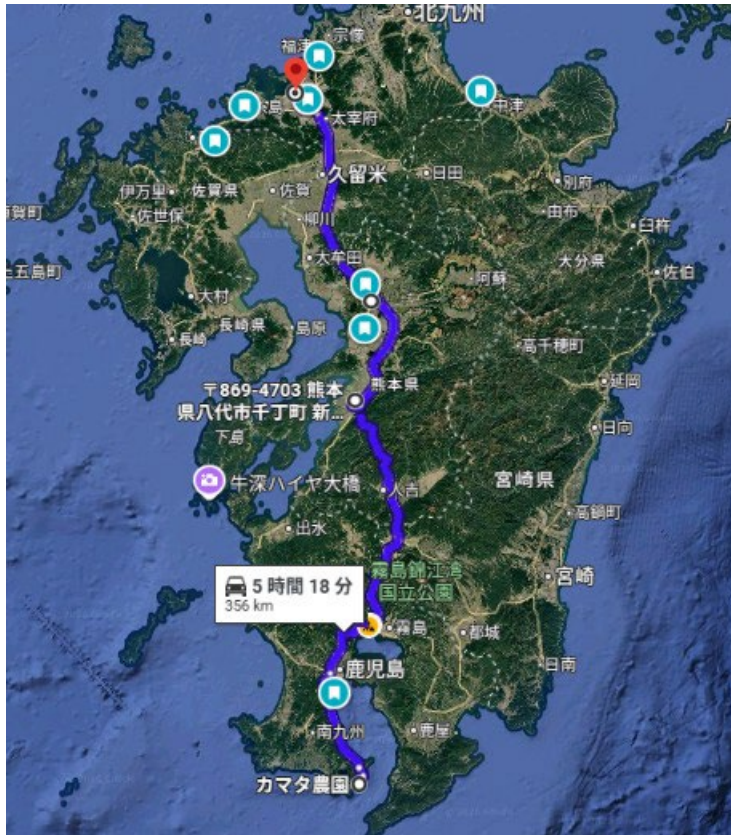 北九州
宗像
中津
太宰府
久留米
日田
別府
伊万里
佐賀県
佐賀
由布
佐世保
柳川
臼杵
大牟田
大分県
佐伯
阿蘇
大村
島原
長崎県
長崎
高千穂町
延岡
〒869-4703 熊本
県八代市千丁町 新...
熊本県
下島
日向
牛深ハイヤ大橋
人吉
宮崎県
高鍋町
出水
霧島錦江湾
国立公園
5 時間 18 分
356 km
宮崎
霧島
都城
鹿児島
日南
南九州
鹿屋
カマタ農園